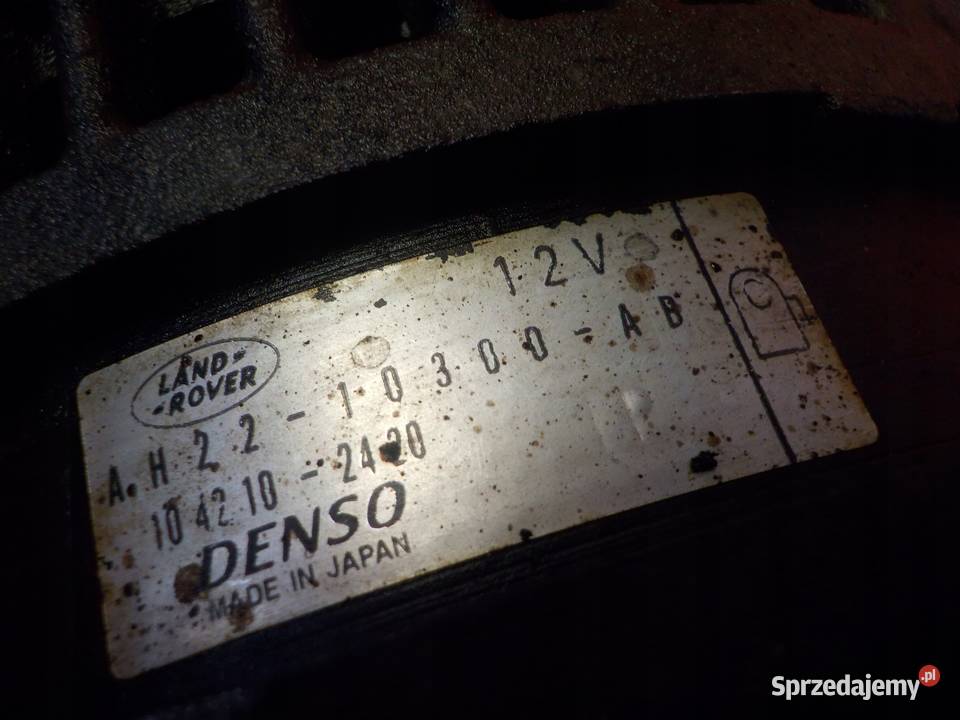 12V
LAND-
-ROVER
AH22-10300-AB
104210-2420
DENSO
MADE IN JAPAN
C
Sprzedajemy.pl